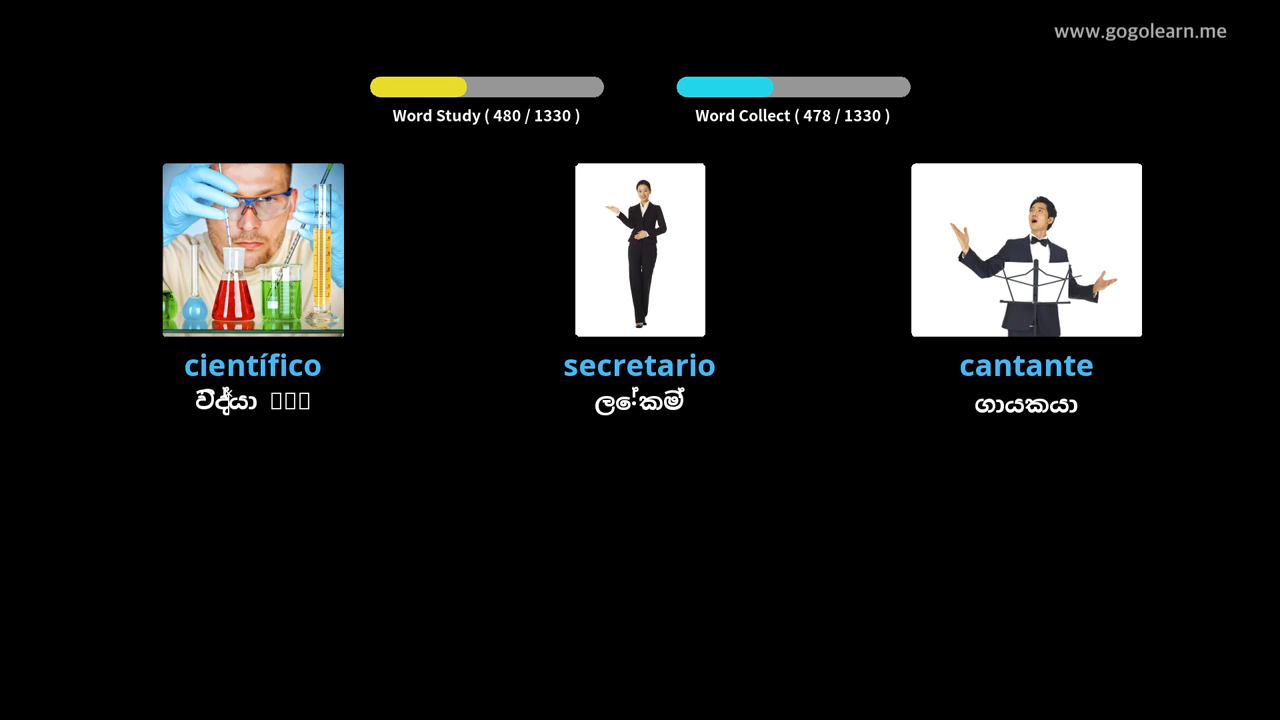 www.gogolearn.me
Word Study ( 480 / 1330 )
Word Collect ( 478 / 1330 )
científico
secretario
cantante
ලේකම්
ගායකයා